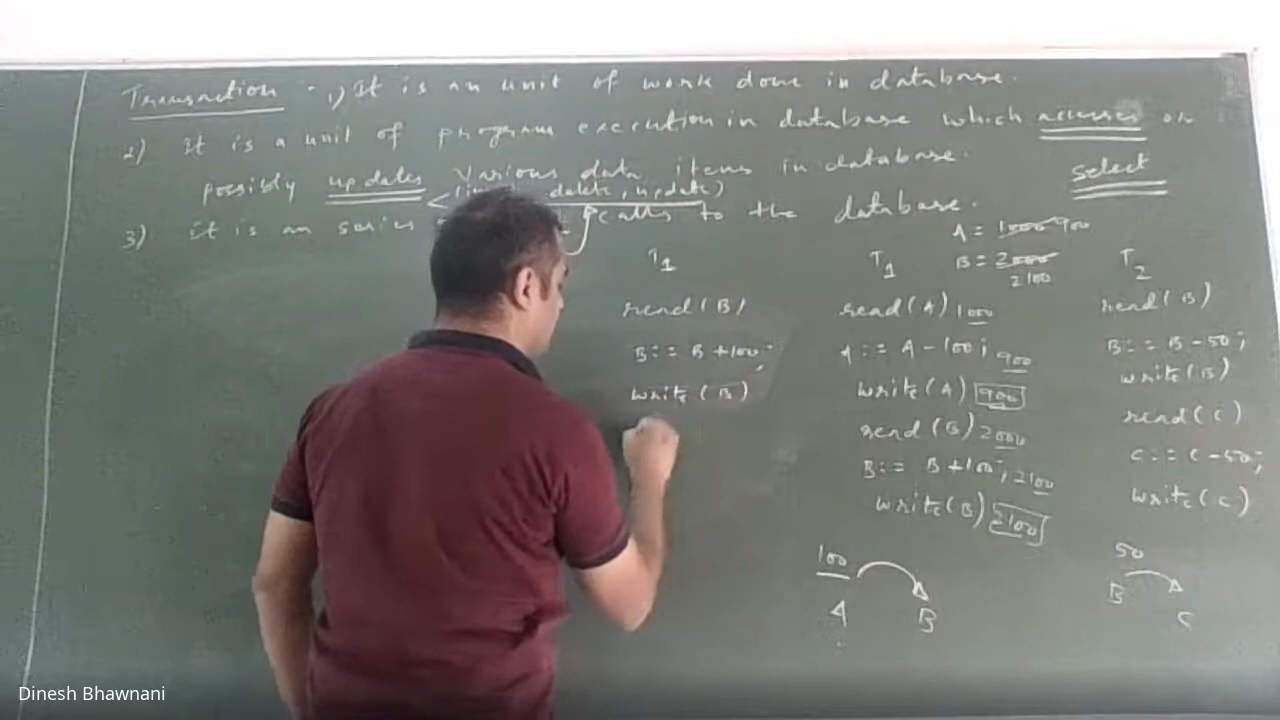 Transaction :- 1) It is an unit of work done in database.
2) It is a unit of program execution in database which accesses or
possibly updates various data items in database.
select
delete, update)
3) it is an series calls to the database.
A = 1000 900
B = 2000
2100
T1
read(B)
B := B + 100;
write(B)
T1
read(A) 1000
A := A - 100; 900
write(A) 900
read(B) 2000
B := B + 100; 2100
write(B) 2100
100
A B
T2
read(B)
B := B - 50;
write(B)
read(C)
C := C - 50;
write(C)
50
B
C
Dinesh Bhawnani